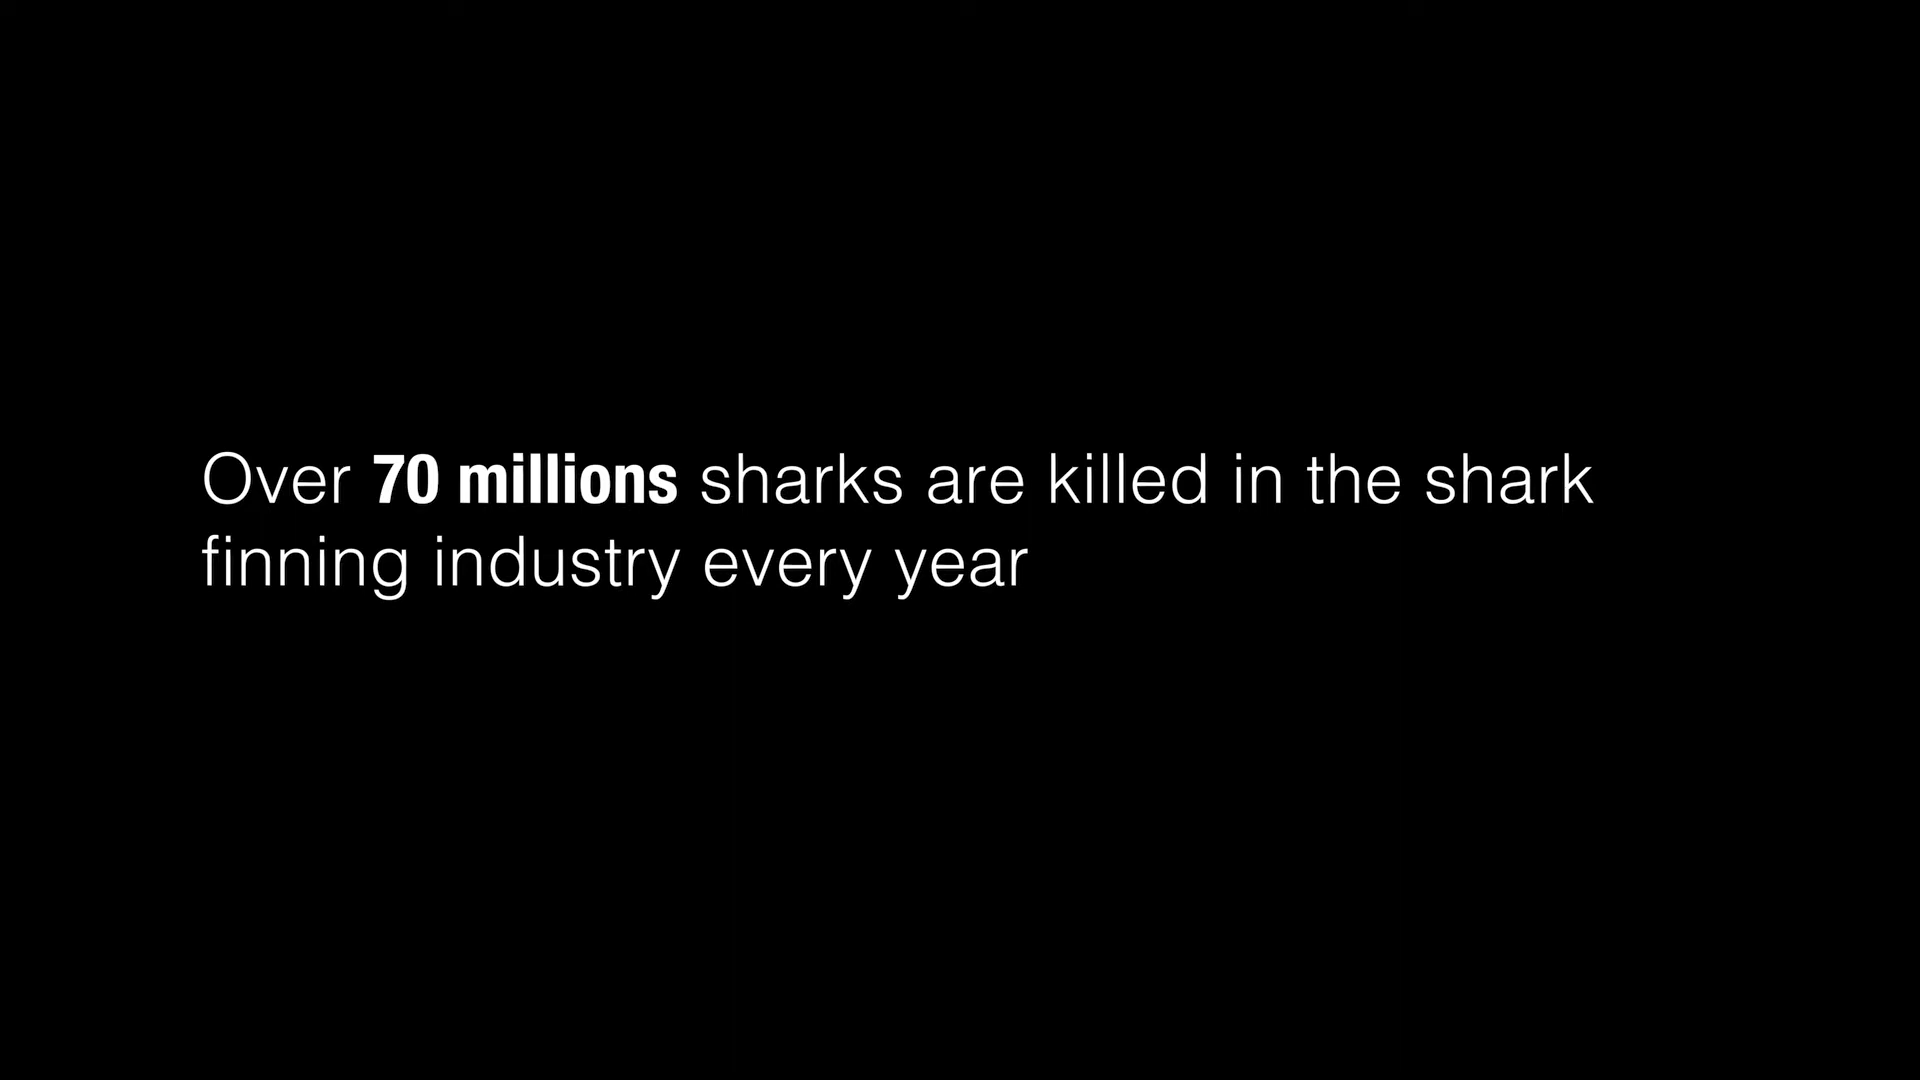 Over 70 millions sharks are killed in the shark
finning industry every year